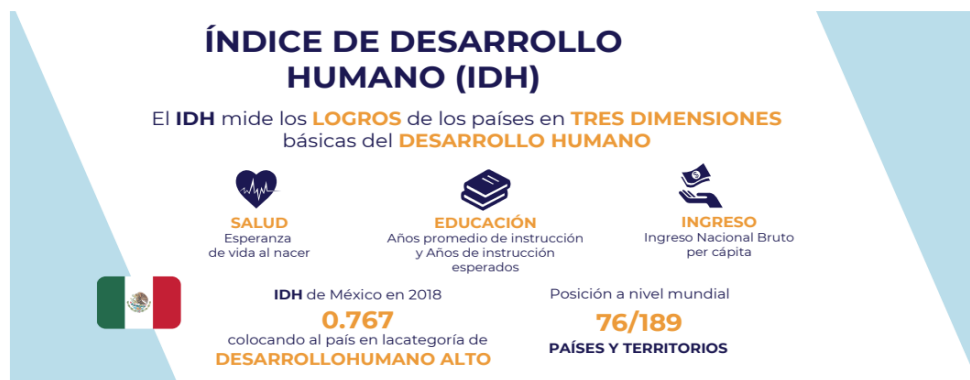 ÍNDICE DE DESARROLLO
HUMANO (IDH)
El IDH mide los LOGROS de los países en TRES DIMENSIONES
básicas del DESARROLLO HUMANO
SALUD
Esperanza
de vida al nacer
EDUCACIÓN
Años promedio de instrucción
y Años de instrucción
esperados
INGRESO
Ingreso Nacional Bruto
per cápita
IDH de México en 2018
0.767
colocando al país en lacategoría de
DESARROLLOHUMANO ALTO
Posición a nivel mundial
76/189
PAÍSES Y TERRITORIOS